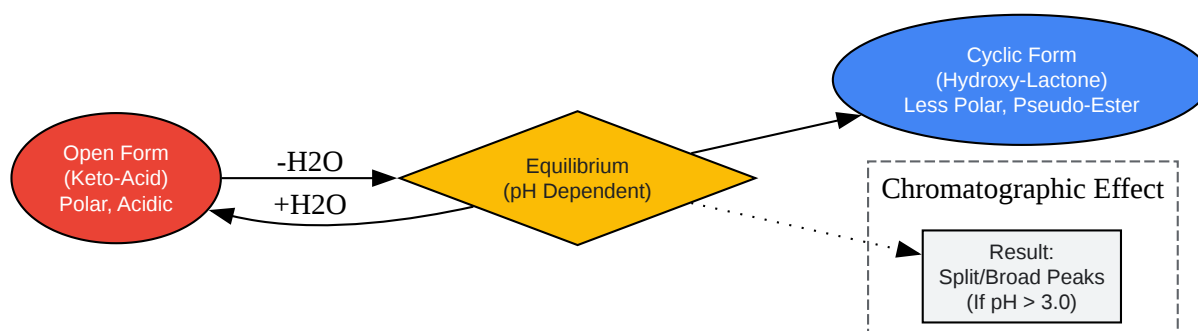 Open Form
(Keto-Acid)
Polar, Acidic
-H2O
+H2O
Equilibrium
(pH Dependent)
Cyclic Form
(Hydroxy-Lactone)
Less Polar, Pseudo-Ester
Chromatographic Effect
Result:
Split/Broad Peaks
(If pH > 3.0)